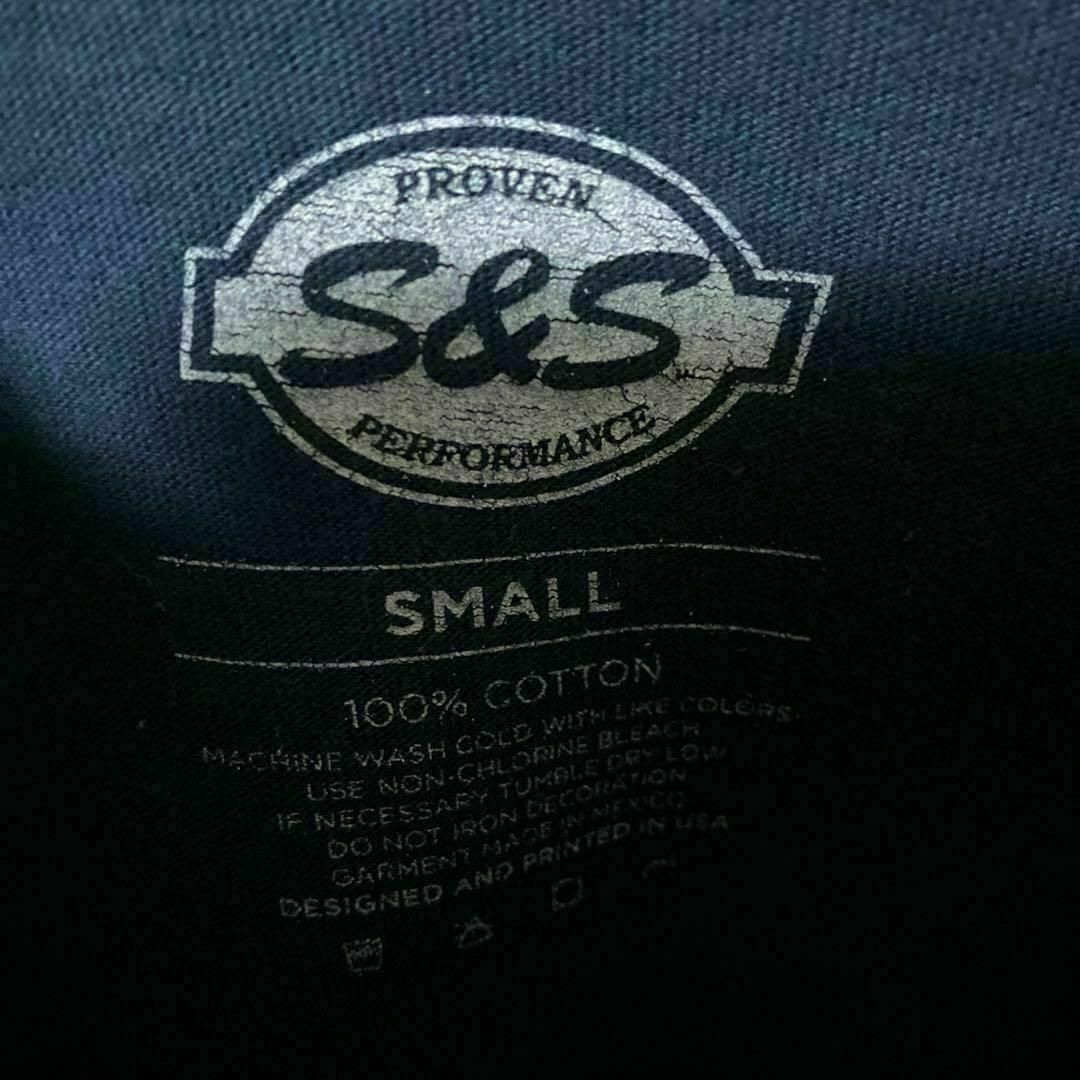 PROVEN
S&S
PERFORMANCE
SMALL
100% COTTON
MACHINE WASH COLD WITH LIKE COLORS
USE NON-CHLORINE BLEACH
IF NECESSARY TUMBLE DRY LOW
DO NOT IRON DECORATION
GARMENT MADE IN MEXICO
DESIGNED AND PRINTED IN USA